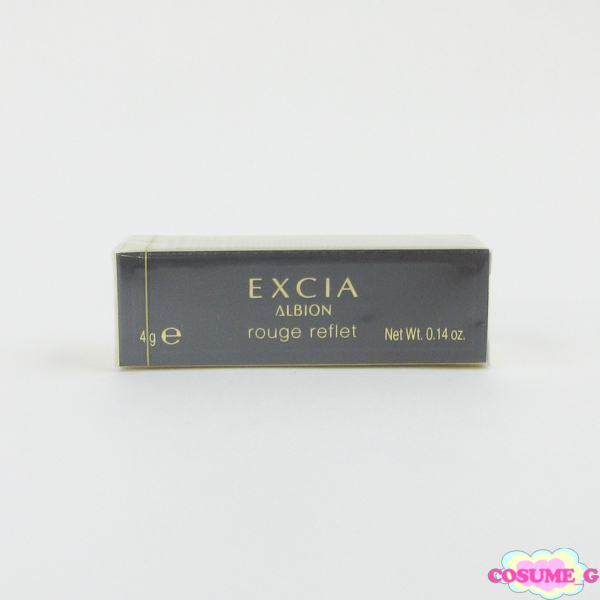 EXCIA
ALBION
4g e rouge reflet Net Wt. 0.14 oz.
COSUME_G